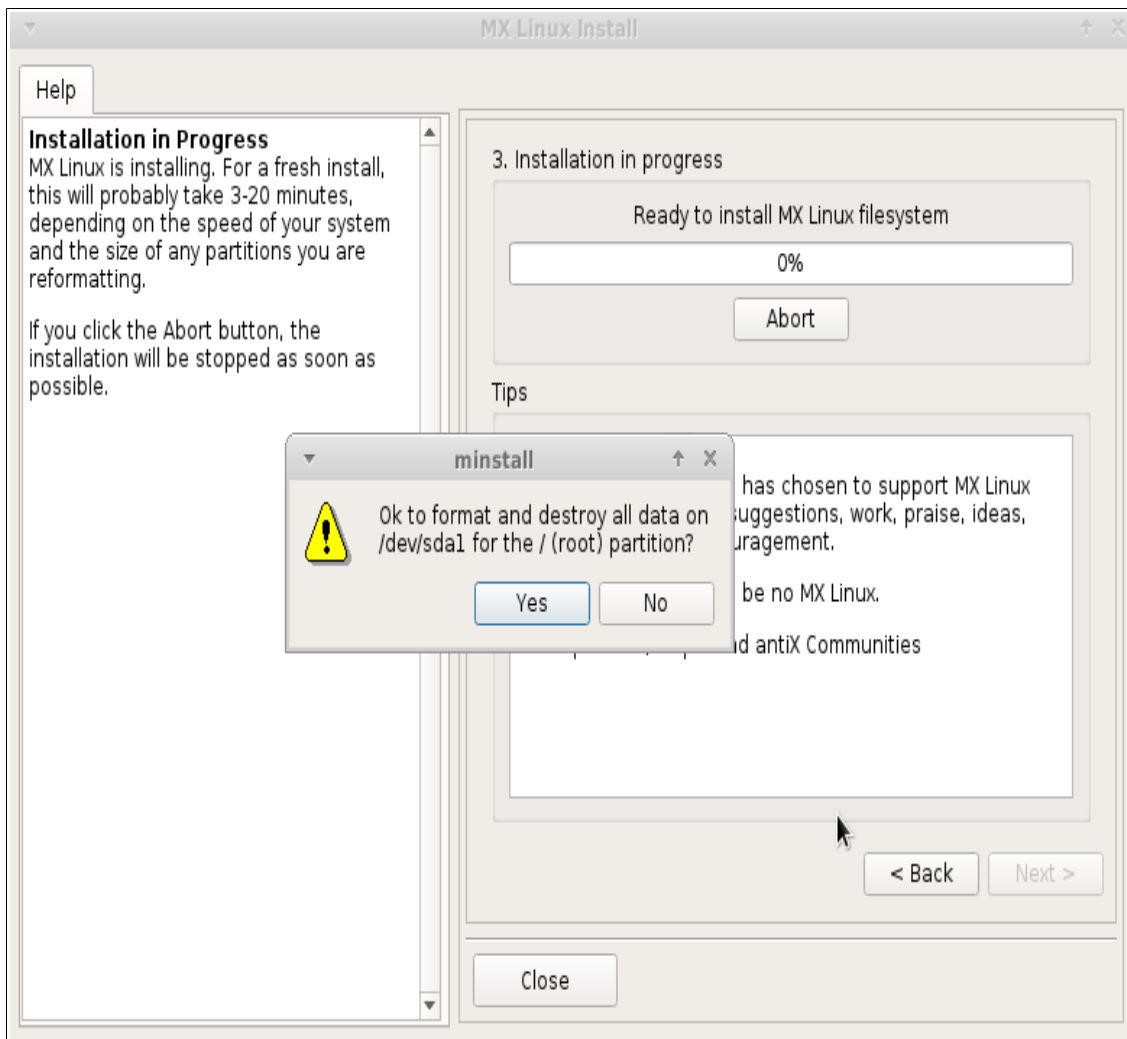 MX Linux Install
Help
Installation in Progress
MX Linux is installing. For a fresh install,
this will probably take 3-20 minutes,
depending on the speed of your system
and the size of any partitions you are
reformatting.
If you click the Abort button, the
installation will be stopped as soon as
possible.
3. Installation in progress
Ready to install MX Linux filesystem
0%
Abort
Tips
has chosen to support MX Linux
suggestions, work, praise, ideas,
be no MX Linux.
antiX Communities
minstall
Ok to format and destroy all data on
/dev/sda1 for the / (root) partition?
Yes
No
< Back
Next >
Close